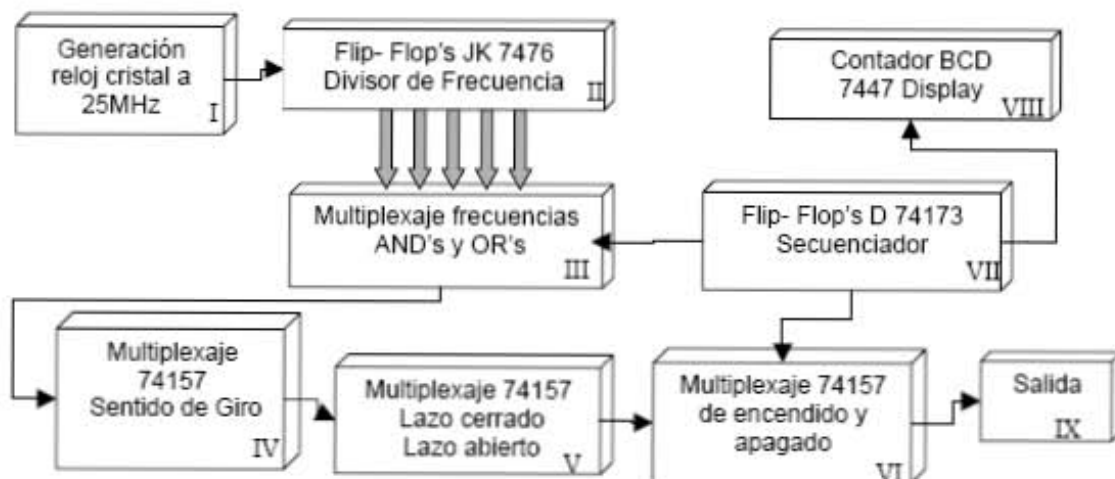 Generación
reloj cristal a
25MHz
I
Flip- Flop's JK 7476
Divisor de Frecuencia
II
Contador BCD
7447 Display
VIII
Multiplexaje frecuencias
AND's y OR's
III
Flip- Flop's D 74173
Secuenciador
VII
Multiplexaje
74157
Sentido de Giro
IV
Multiplexaje 74157
Lazo cerrado
Lazo abierto
V
Multiplexaje 74157
de encendido y
apagado
VI
Salida
IX